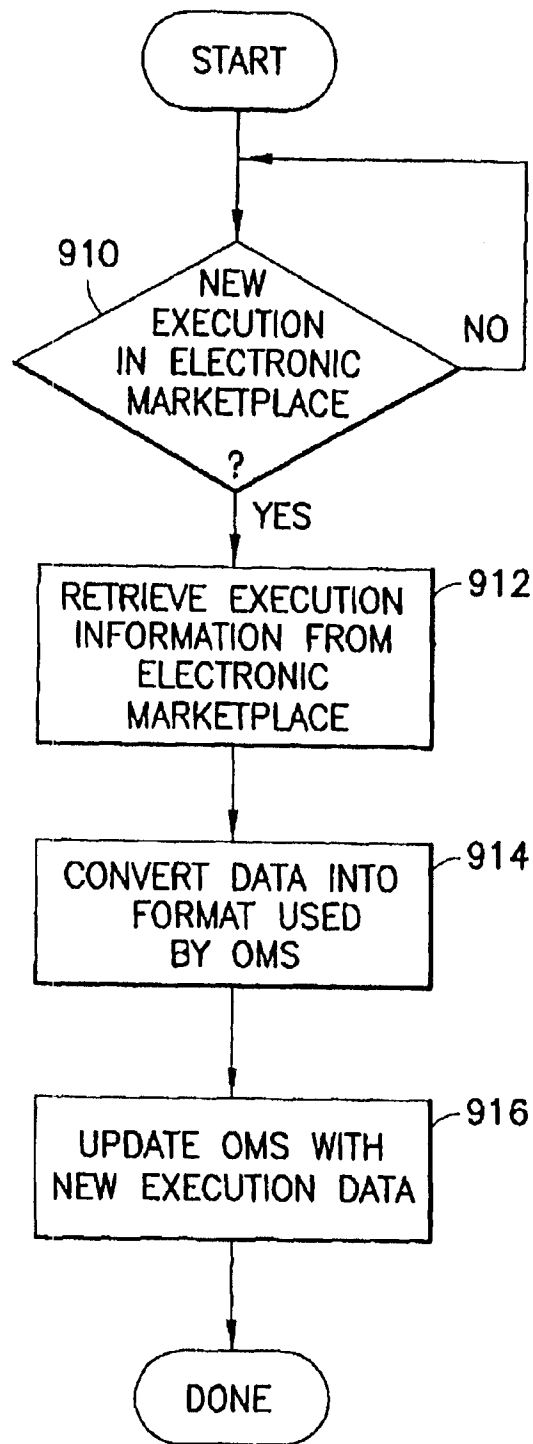 START
910
NEW
EXECUTION
IN ELECTRONIC
MARKETPLACE
?
NO
YES
912
RETRIEVE EXECUTION
INFORMATION FROM
ELECTRONIC
MARKETPLACE
914
CONVERT DATA INTO
FORMAT USED
BY OMS
916
UPDATE OMS WITH
NEW EXECUTION DATA
DONE